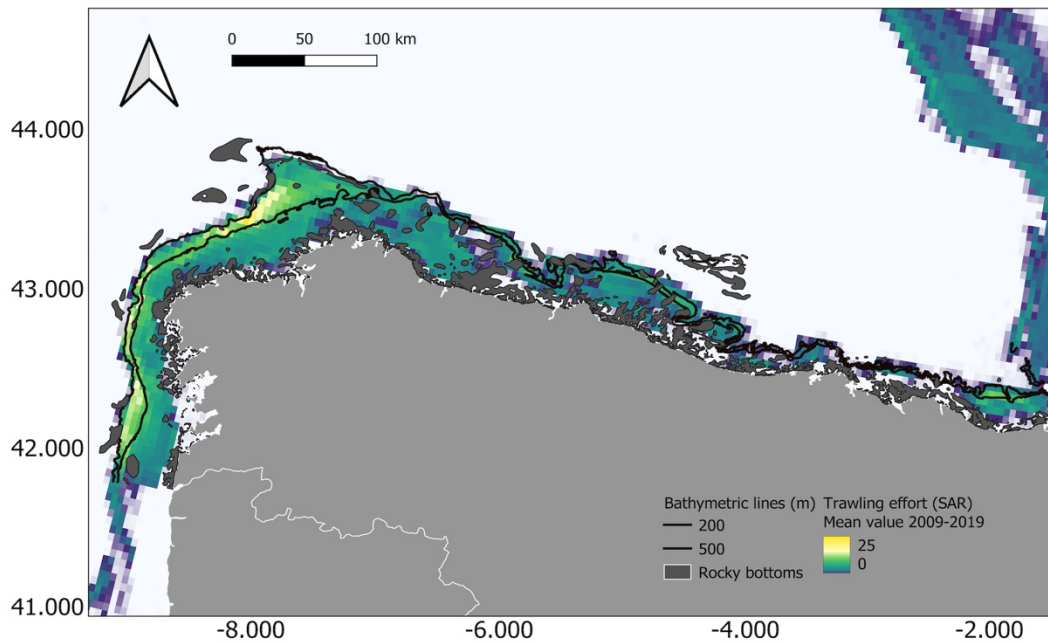 0 50 100 km
44.000
43.000
42.000
41.000
Bathymetric lines (m)
200
500
Rocky bottoms
Trawling effort (SAR)
Mean value 2009-2019
25
0
-8.000 -6.000 -4.000 -2.000